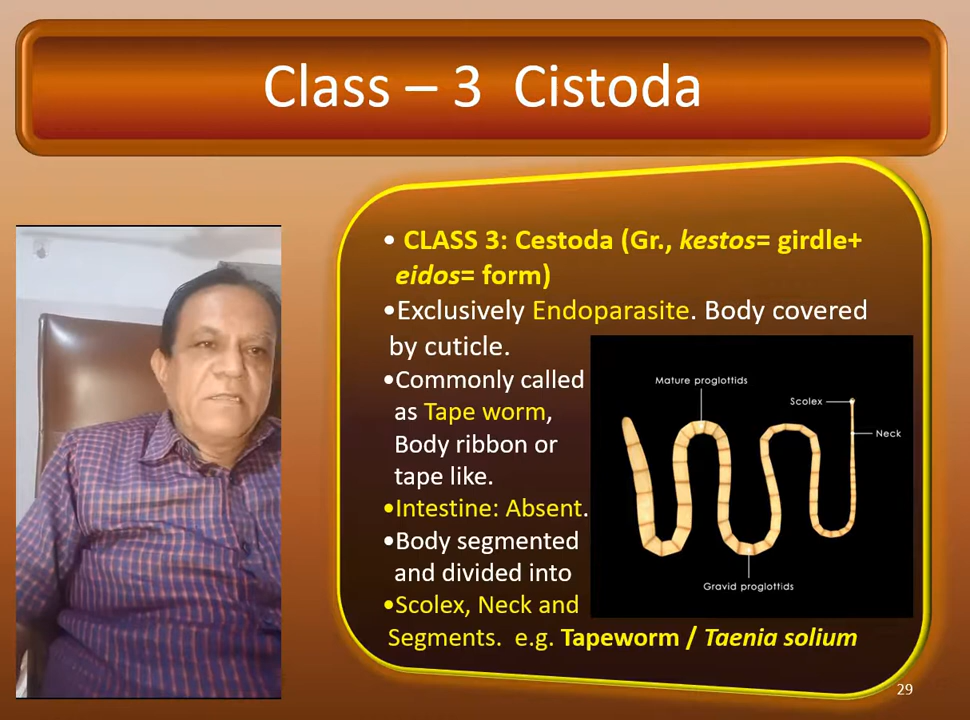 Class – 3 Cistoda
• CLASS 3: Cestoda (Gr., kestos= girdle+
eidos= form)
•Exclusively Endoparasite. Body covered
by cuticle.
•Commonly called
as Tape worm,
Body ribbon or
tape like.
•Intestine: Absent.
•Body segmented
and divided into
•Scolex, Neck and
Segments. e.g. Tapeworm / Taenia solium
Mature proglottids
Scolex
Neck
Gravid proglottids
29